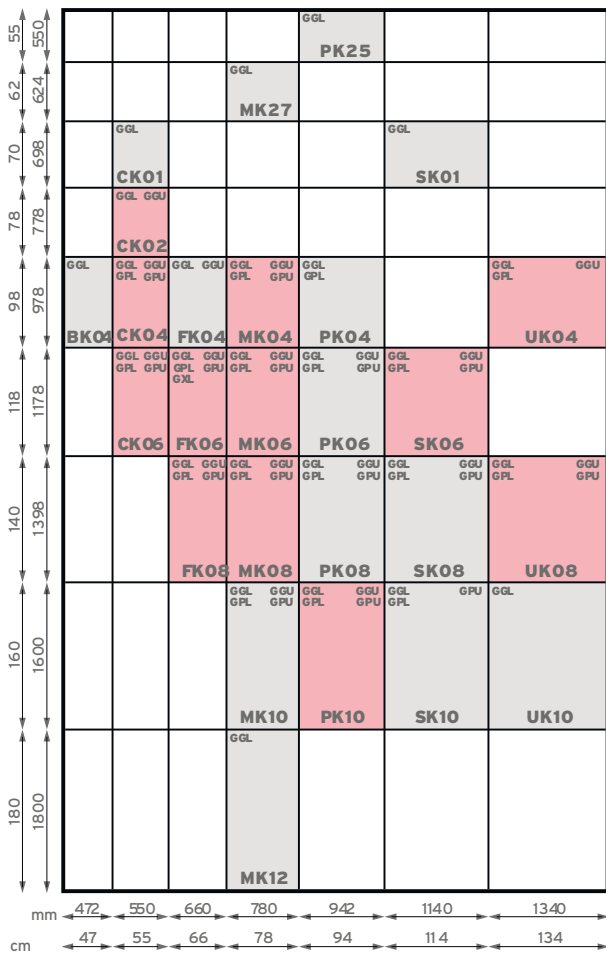 55 550 GGL
PK25
62 624 GGL
MK27
70 698 GGL GGL
CK01 SK01
78 778 GGL GGU
CK02
98 978 GGL GGL GGU GGL GGU GGL GGU GGL GGL GGU
GPL GPU GPL GPU GPL GPL
BK04 CK04 FK04 MK04 PK04 UK04
118 1178 GGL GGU GGL GGU GGL GGU GGL GGU GGL GGU
GPL GPU GPL GPU GPL GPU GPL GPU GPL GPU
GXL
CK06 FK06 MK06 PK06 SK06
140 1398 GGL GGU GGL GGU GGL GGU GGL GGU GGL GGU
GPL GPU GPL GPU GPL GPU GPL GPU GPL GPU
FK08 MK08 PK08 SK08 UK08
160 1600 GGL GGU GGL GGU GGL GPU GGL
GPL GPU GPL GPU GPL
MK10 PK10 SK10 UK10
180 1800 GGL
MK12
mm 472 550 660 780 942 1140 1340
cm 47 55 66 78 94 114 134